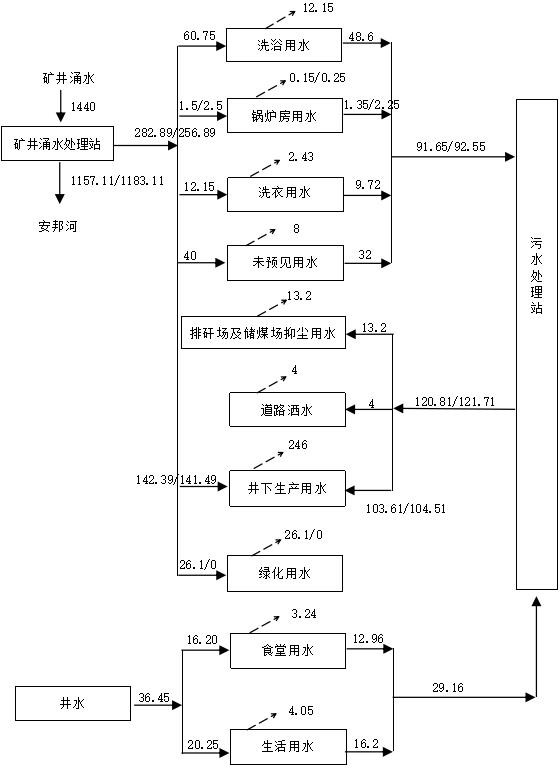 12.15
60.75
洗浴用水
48.6
矿井涌水
1440
0.15/0.25
1.5/2.5
锅炉房用水
1.35/2.25
矿井涌水处理站
282.89/256.89
91.65/92.55
2.43
1157.11/1183.11
12.15
洗衣用水
9.72
安邦河
8
40
未预见用水
32
污水处理站
13.2
排矸场及储煤场抑尘用水
13.2
4
道路洒水
4
120.81/121.71
246
142.39/141.49
井下生产用水
103.61/104.51
26.1/0
26.1/0
绿化用水
3.24
16.20
食堂用水
12.96
井水
36.45
29.16
4.05
20.25
生活用水
16.2